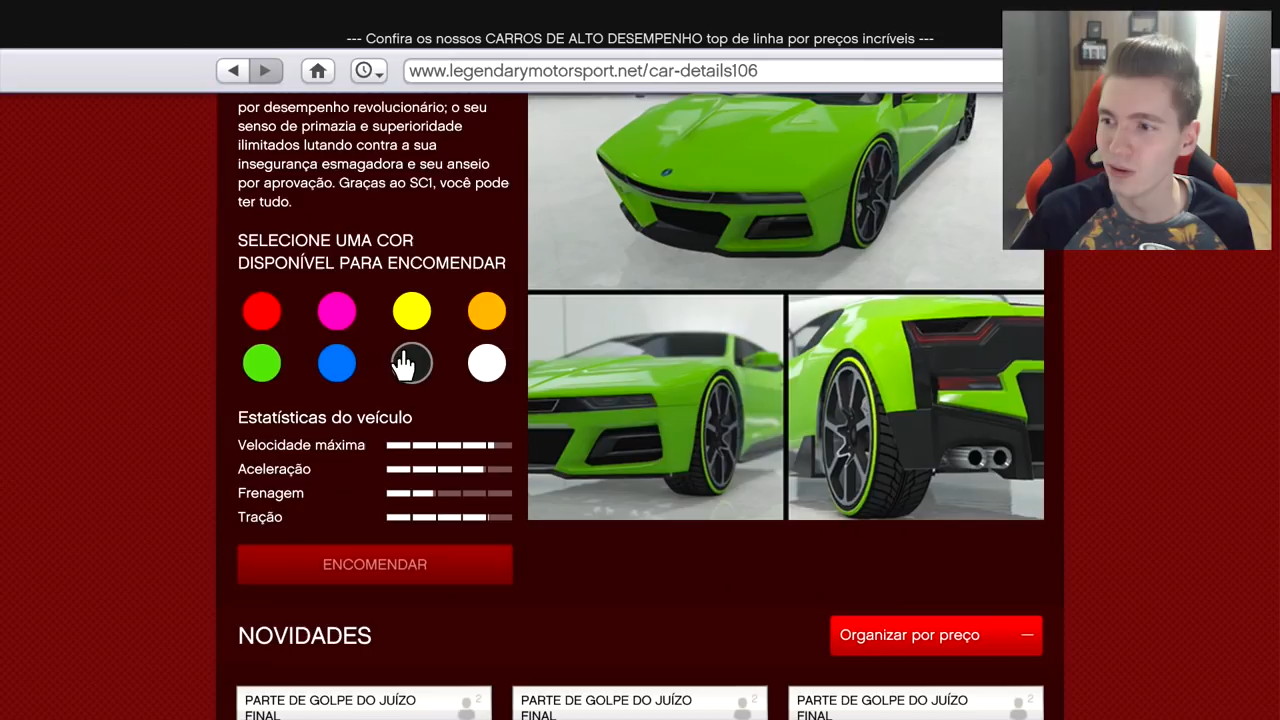 --- Confira os nossos CARROS DE ALTO DESEMPENHO top de linha por preços incríveis ---
www.legendarymotorsport.net/car-details106
por desempenho revolucionário; o seu
senso de primazia e superioridade
ilimitados lutando contra a sua
insegurança esmagadora e seu anseio
por aprovação. Graças ao SC1, você pode
ter tudo.
SELECIONE UMA COR
DISPONÍVEL PARA ENCOMENDAR
Estatísticas do veículo
Velocidade máxima
Aceleração
Frenagem
Tração
ENCOMENDAR
NOVIDADES
Organizar por preço
PARTE DE GOLPE DO JUÍZO
FINAL
2
PARTE DE GOLPE DO JUÍZO
FINAL
2
PARTE DE GOLPE DO JUÍZO
FINAL
2